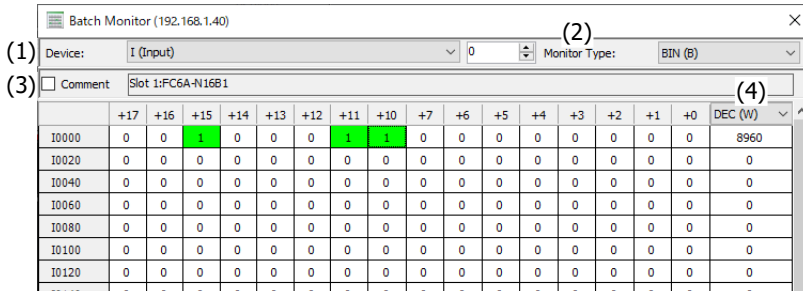 Batch Monitor (192.168.1.40)
(1) Device: I (Input) 0 (2) Monitor Type: BIN (B)
(3) Comment Slot 1:FC6A-N16B1 (4)
+17 +16 +15 +14 +13 +12 +11 +10 +7 +6 +5 +4 +3 +2 +1 +0 DEC (W)
I0000 0 0 1 0 0 0 1 1 0 0 0 0 0 0 0 0 8960
I0020 0 0 0 0 0 0 0 0 0 0 0 0 0 0 0 0 0
I0040 0 0 0 0 0 0 0 0 0 0 0 0 0 0 0 0 0
I0060 0 0 0 0 0 0 0 0 0 0 0 0 0 0 0 0 0
I0080 0 0 0 0 0 0 0 0 0 0 0 0 0 0 0 0 0
I0100 0 0 0 0 0 0 0 0 0 0 0 0 0 0 0 0 0
I0120 0 0 0 0 0 0 0 0 0 0 0 0 0 0 0 0 0